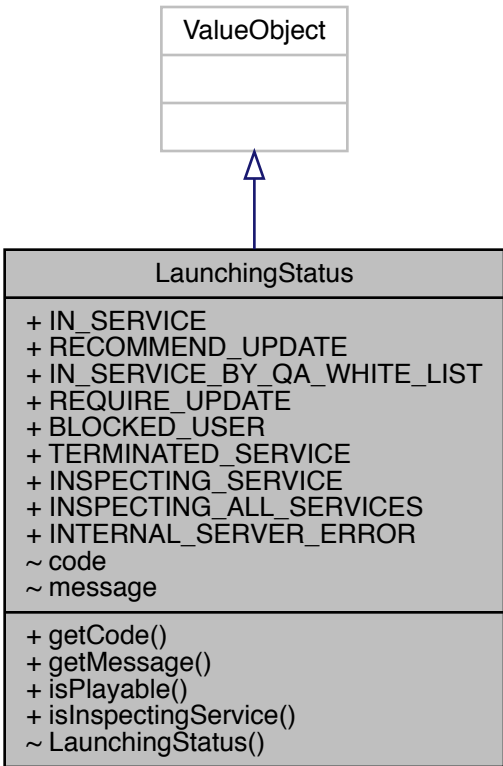 ValueObject
LaunchingStatus
+ IN_SERVICE
+ RECOMMEND_UPDATE
+ IN_SERVICE_BY_QA_WHITE_LIST
+ REQUIRE_UPDATE
+ BLOCKED_USER
+ TERMINATED_SERVICE
+ INSPECTING_SERVICE
+ INSPECTING_ALL_SERVICES
+ INTERNAL_SERVER_ERROR
~ code
~ message
+ getCode()
+ getMessage()
+ isPlayable()
+ isInspectingService()
~ LaunchingStatus()